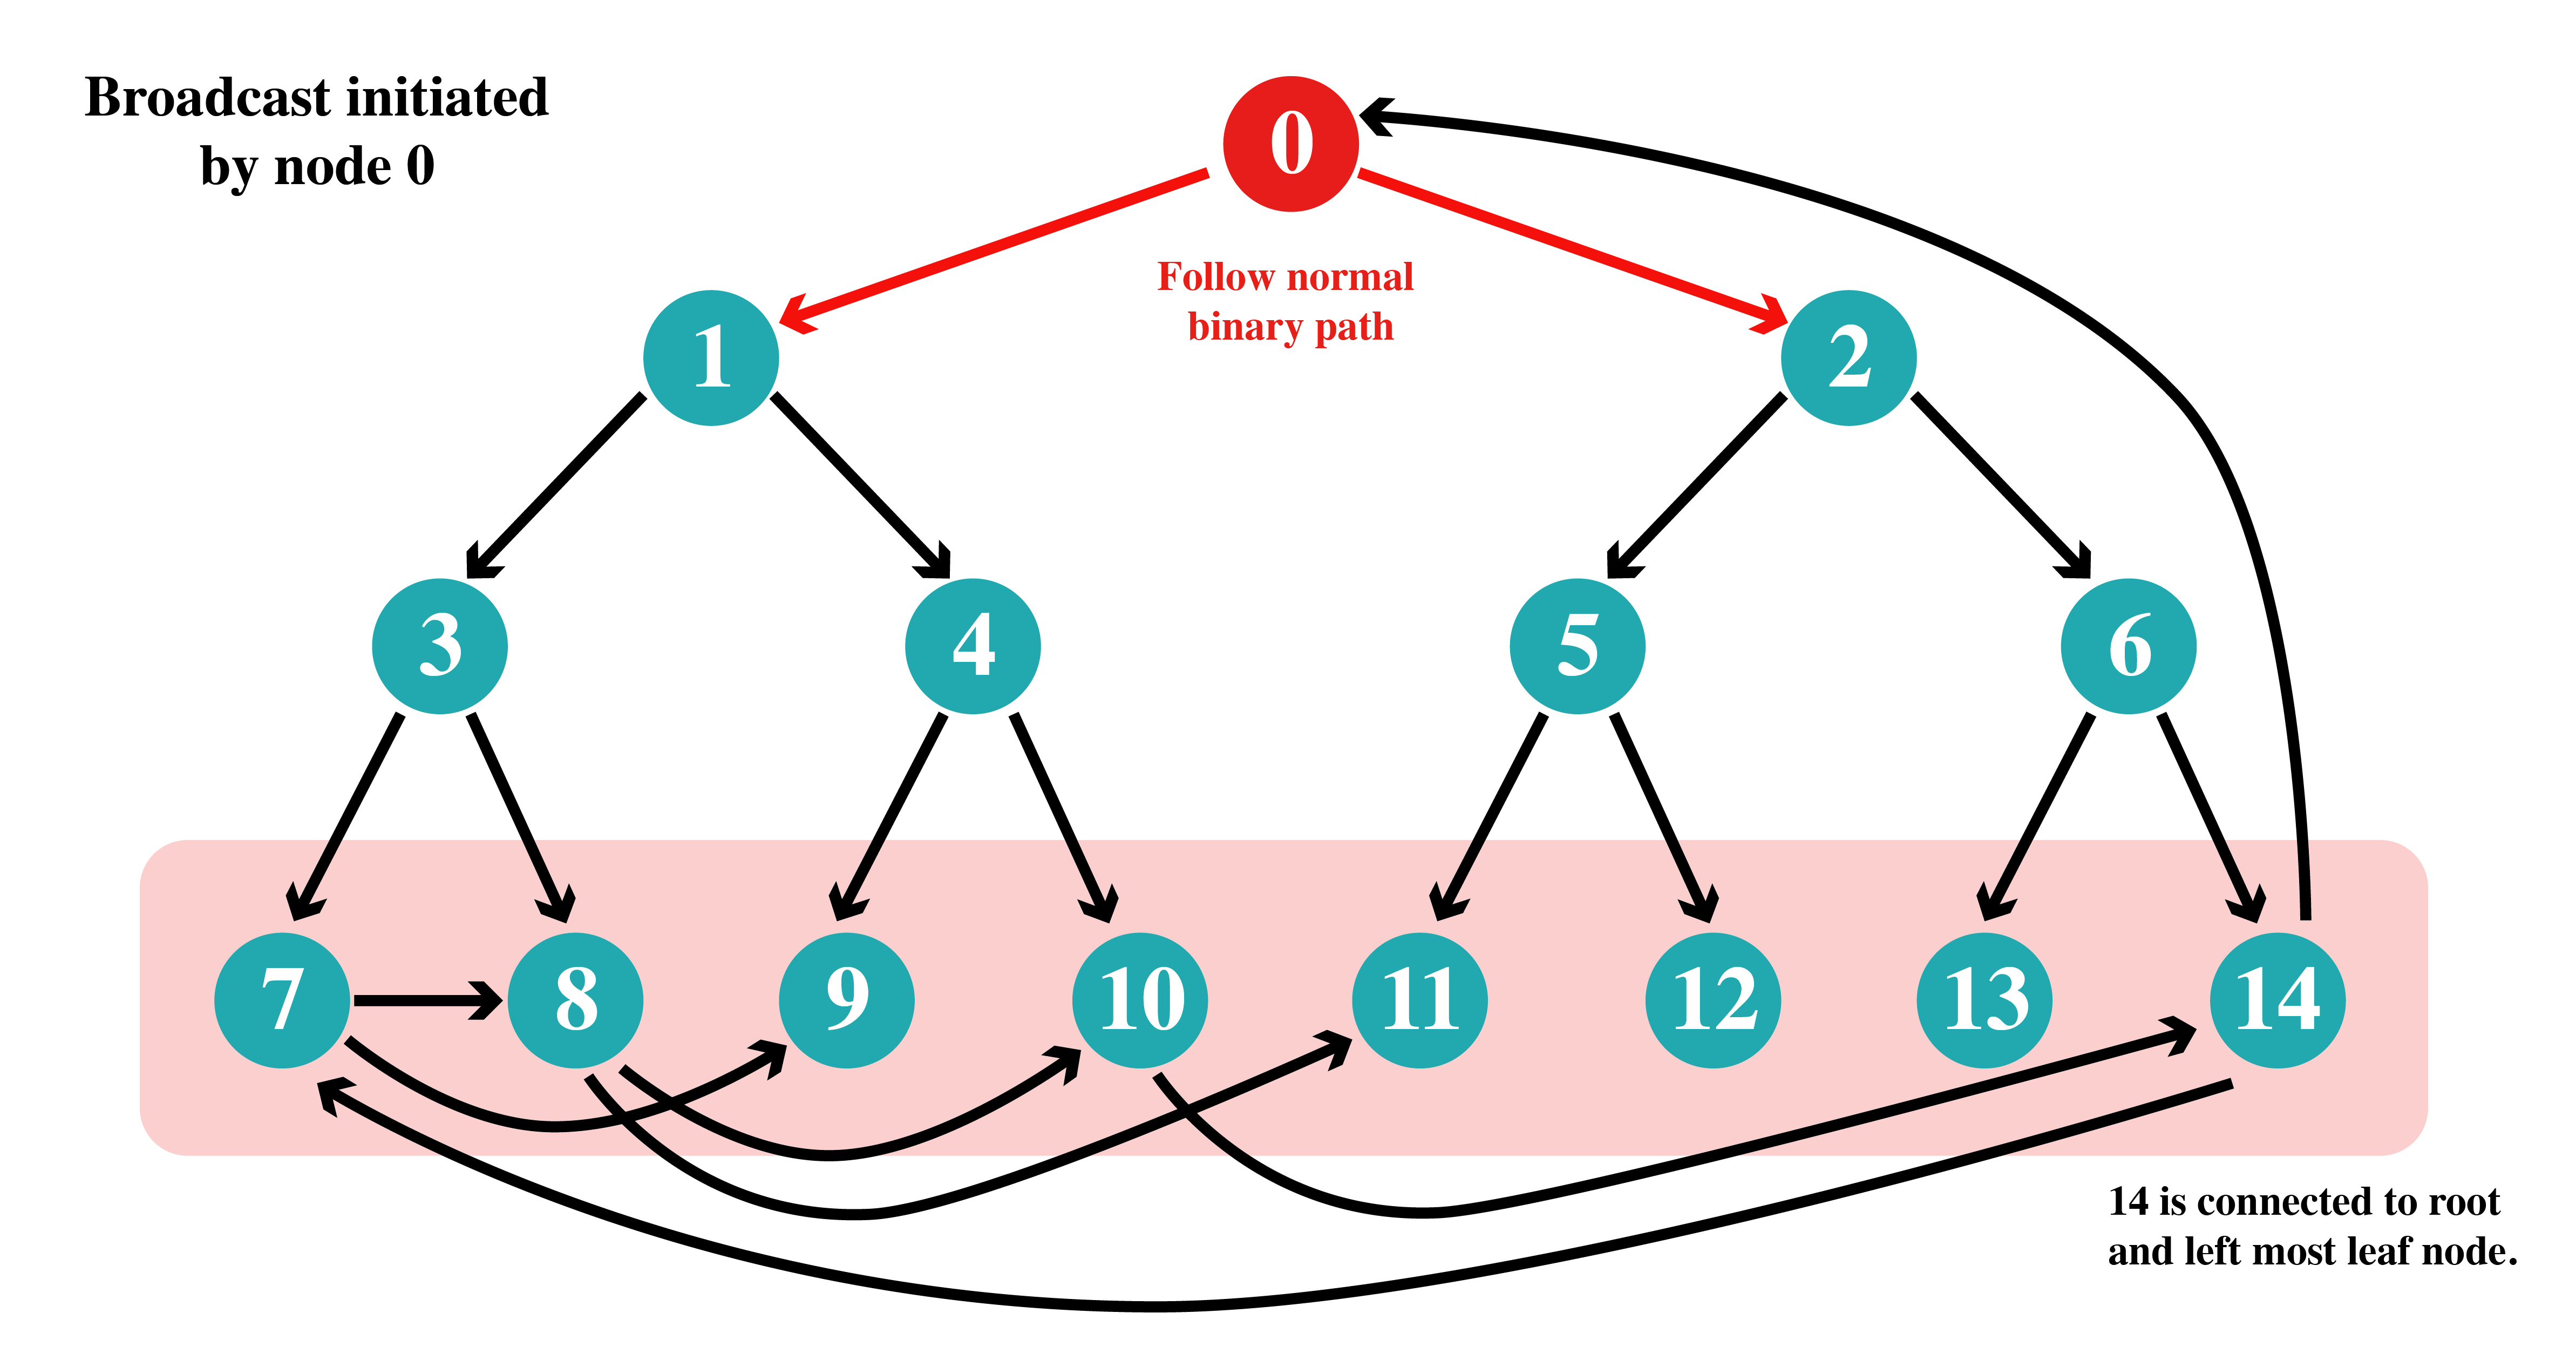 Broadcast initiated
by node 0
0
Follow normal
binary path
1
2
3
4
5
6
7
8
9
10
11
12
13
14
14 is connected to root
and left most leaf node.